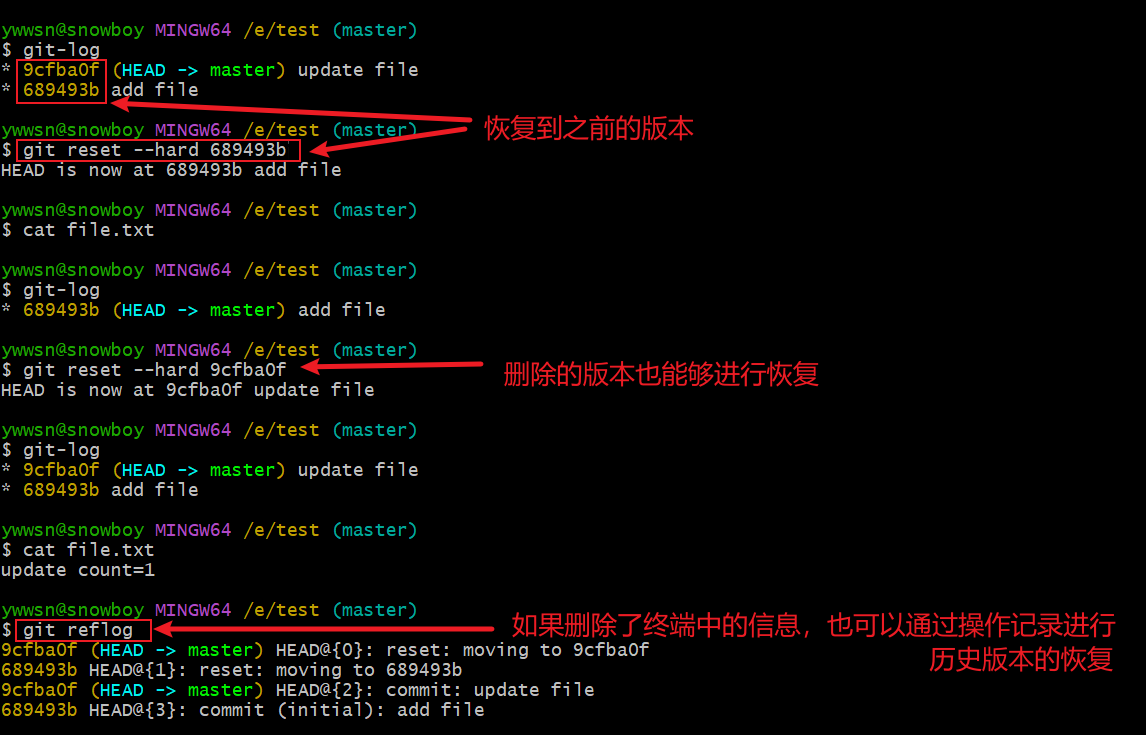 ywwsn@snowboy MINGW64 /e/test (master)
$ git-log
* 9cfba0f (HEAD -> master) update file
* 689493b add file
恢复到之前的版本
ywwsn@snowboy MINGW64 /e/test (master)
$ git reset --hard 689493b
HEAD is now at 689493b add file
ywwsn@snowboy MINGW64 /e/test (master)
$ cat file.txt
ywwsn@snowboy MINGW64 /e/test (master)
$ git-log
* 689493b (HEAD -> master) add file
ywwsn@snowboy MINGW64 /e/test (master)
$ git reset --hard 9cfba0f
删除的版本也能够进行恢复
HEAD is now at 9cfba0f update file
ywwsn@snowboy MINGW64 /e/test (master)
$ git-log
* 9cfba0f (HEAD -> master) update file
* 689493b add file
ywwsn@snowboy MINGW64 /e/test (master)
$ cat file.txt
update count=1
ywwsn@snowboy MINGW64 /e/test (master)
$ git reflog
如果删除了终端中的信息，也可以通过操作记录进行
历史版本的恢复
9cfba0f (HEAD -> master) HEAD@{0}: reset: moving to 9cfba0f
689493b HEAD@{1}: reset: moving to 689493b
9cfba0f (HEAD -> master) HEAD@{2}: commit: update file
689493b HEAD@{3}: commit (initial): add file